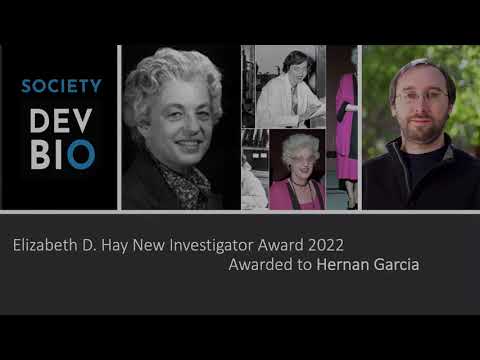 SOCIETY
DEV
BIO
Elizabeth D. Hay New Investigator Award 2022
Awarded to Hernan Garcia